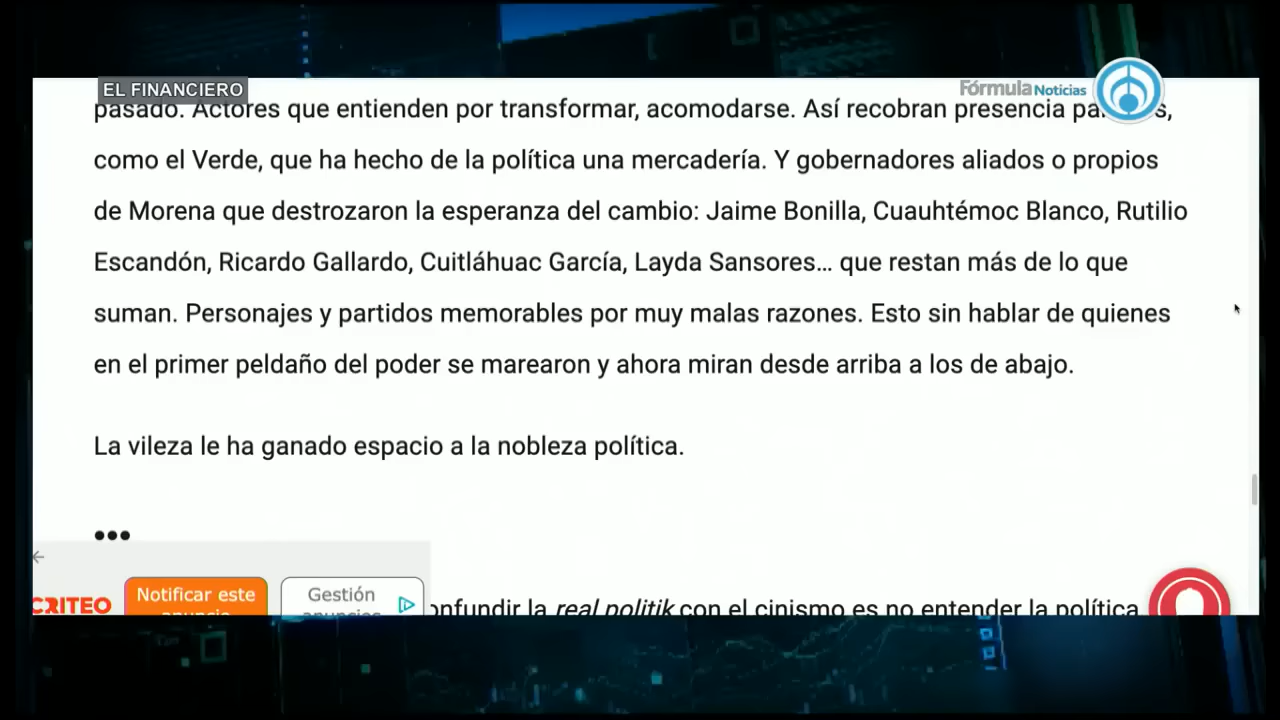 EL FINANCIERO
Fórmula Noticias
pasado. Actores que entienden por transformar, acomodarse. Así recobran presencia
como el Verde, que ha hecho de la política una mercadería. Y gobernadores aliados o propios
de Morena que destrozaron la esperanza del cambio: Jaime Bonilla, Cuauhtémoc Blanco, Rutilio
Escandón, Ricardo Gallardo, Cuitláhuac García, Layda Sansores... que restan más de lo que
suman. Personajes y partidos memorables por muy malas razones. Esto sin hablar de quienes
en el primer peldaño del poder se marearon y ahora miran desde arriba a los de abajo.
La vileza le ha ganado espacio a la nobleza política.
•••
CRITEO
Notificar este
anuncio
Gestión
anuncios
onfundir la real politik con el cinismo es no entender la política